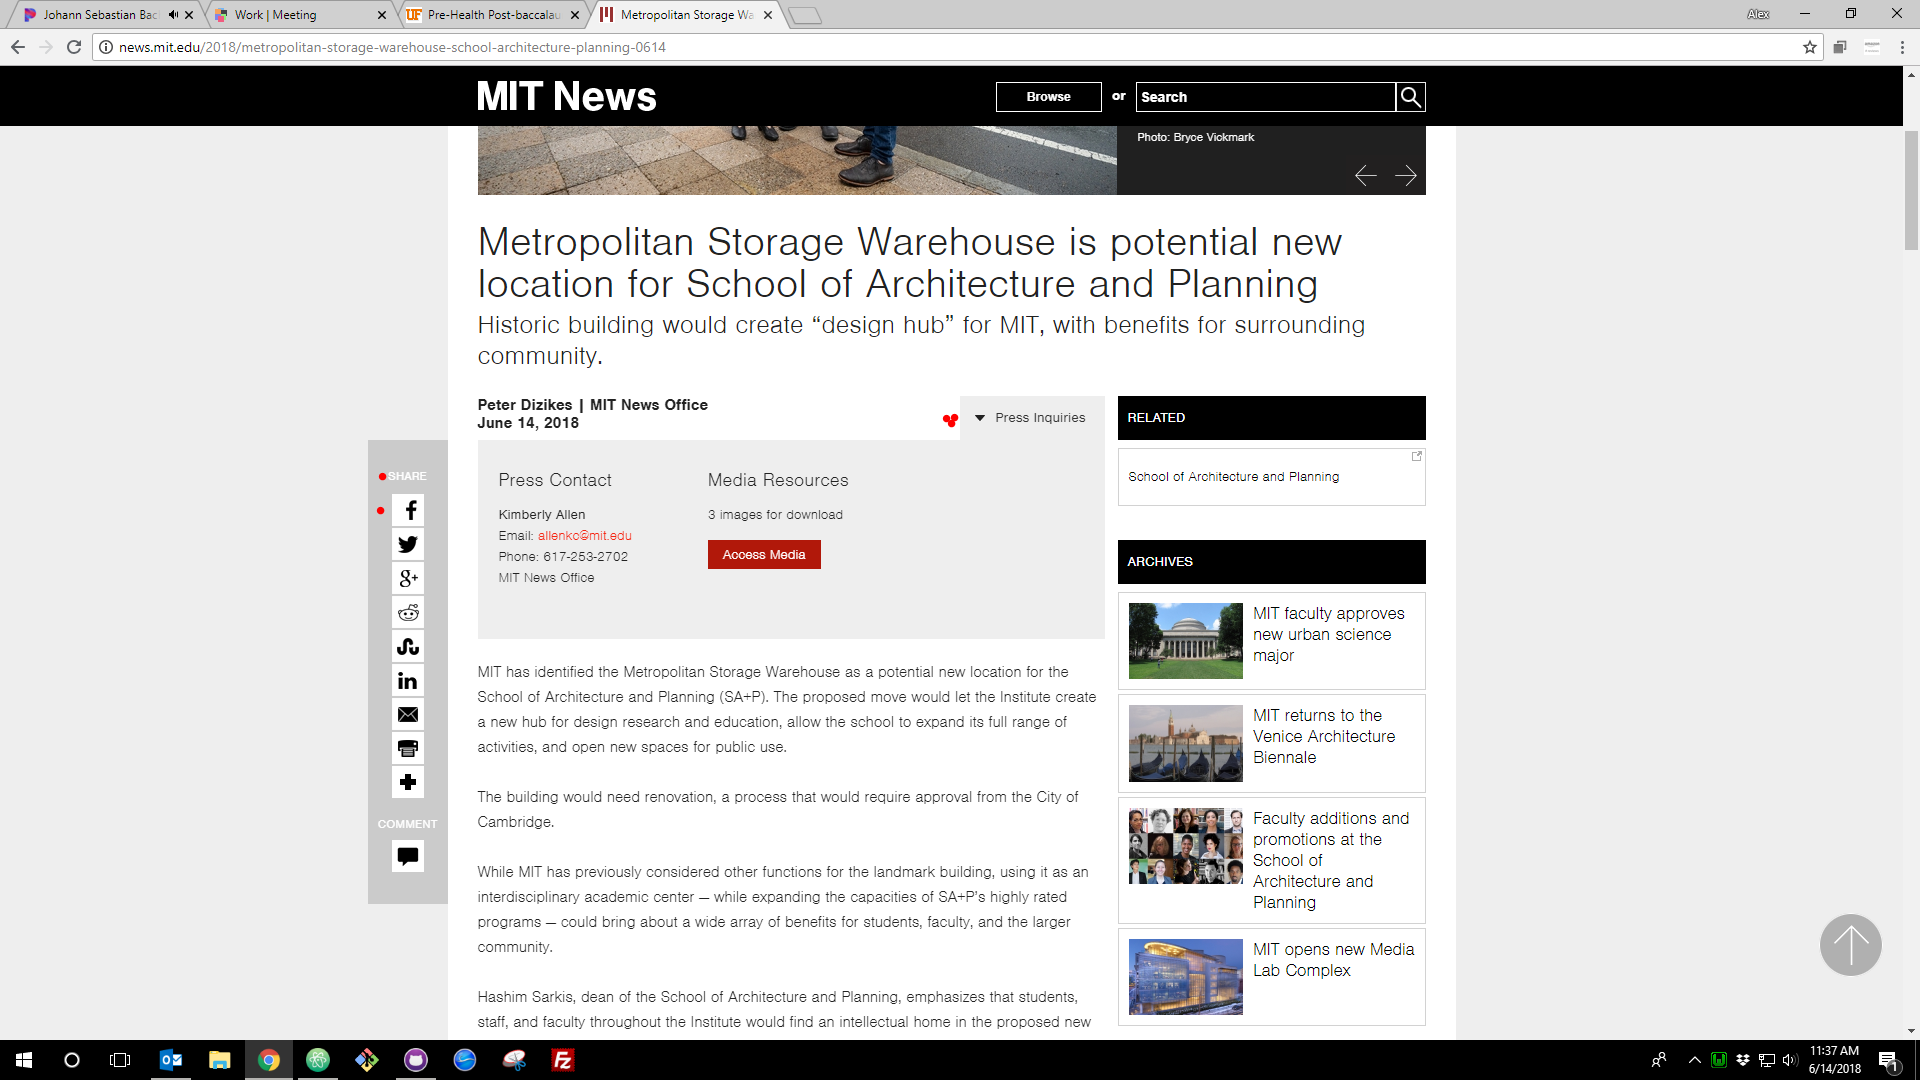 Johann Sebastian Bac
Work | Meeting
Pre-Health Post-baccalau
Metropolitan Storage Wa
Alex
news.mit.edu/2018/metropolitan-storage-warehouse-school-architecture-planning-0614
MIT News
Browse
or
Search
Photo: Bryce Vickmark
Metropolitan Storage Warehouse is potential new
location for School of Architecture and Planning
Historic building would create “design hub” for MIT, with benefits for surrounding
community.
Peter Dizikes | MIT News Office
June 14, 2018
Press Inquiries
Press Contact
Kimberly Allen
Email: allenkc@mit.edu
Phone: 617-253-2702
MIT News Office
Media Resources
3 images for download
Access Media
SHARE
COMMENT
MIT has identified the Metropolitan Storage Warehouse as a potential new location for the
School of Architecture and Planning (SA+P). The proposed move would let the Institute create
a new hub for design research and education, allow the school to expand its full range of
activities, and open new spaces for public use.
The building would need renovation, a process that would require approval from the City of
Cambridge.
While MIT has previously considered other functions for the landmark building, using it as an
interdisciplinary academic center — while expanding the capacities of SA+P’s highly rated
programs — could bring about a wide array of benefits for students, faculty, and the larger
community.
Hashim Sarkis, dean of the School of Architecture and Planning, emphasizes that students,
staff, and faculty throughout the Institute would find an intellectual home in the proposed new
RELATED
School of Architecture and Planning
ARCHIVES
MIT faculty approves
new urban science
major
MIT returns to the
Venice Architecture
Biennale
Faculty additions and
promotions at the
School of
Architecture and
Planning
MIT opens new Media
Lab Complex
11:37 AM
6/14/2018
1